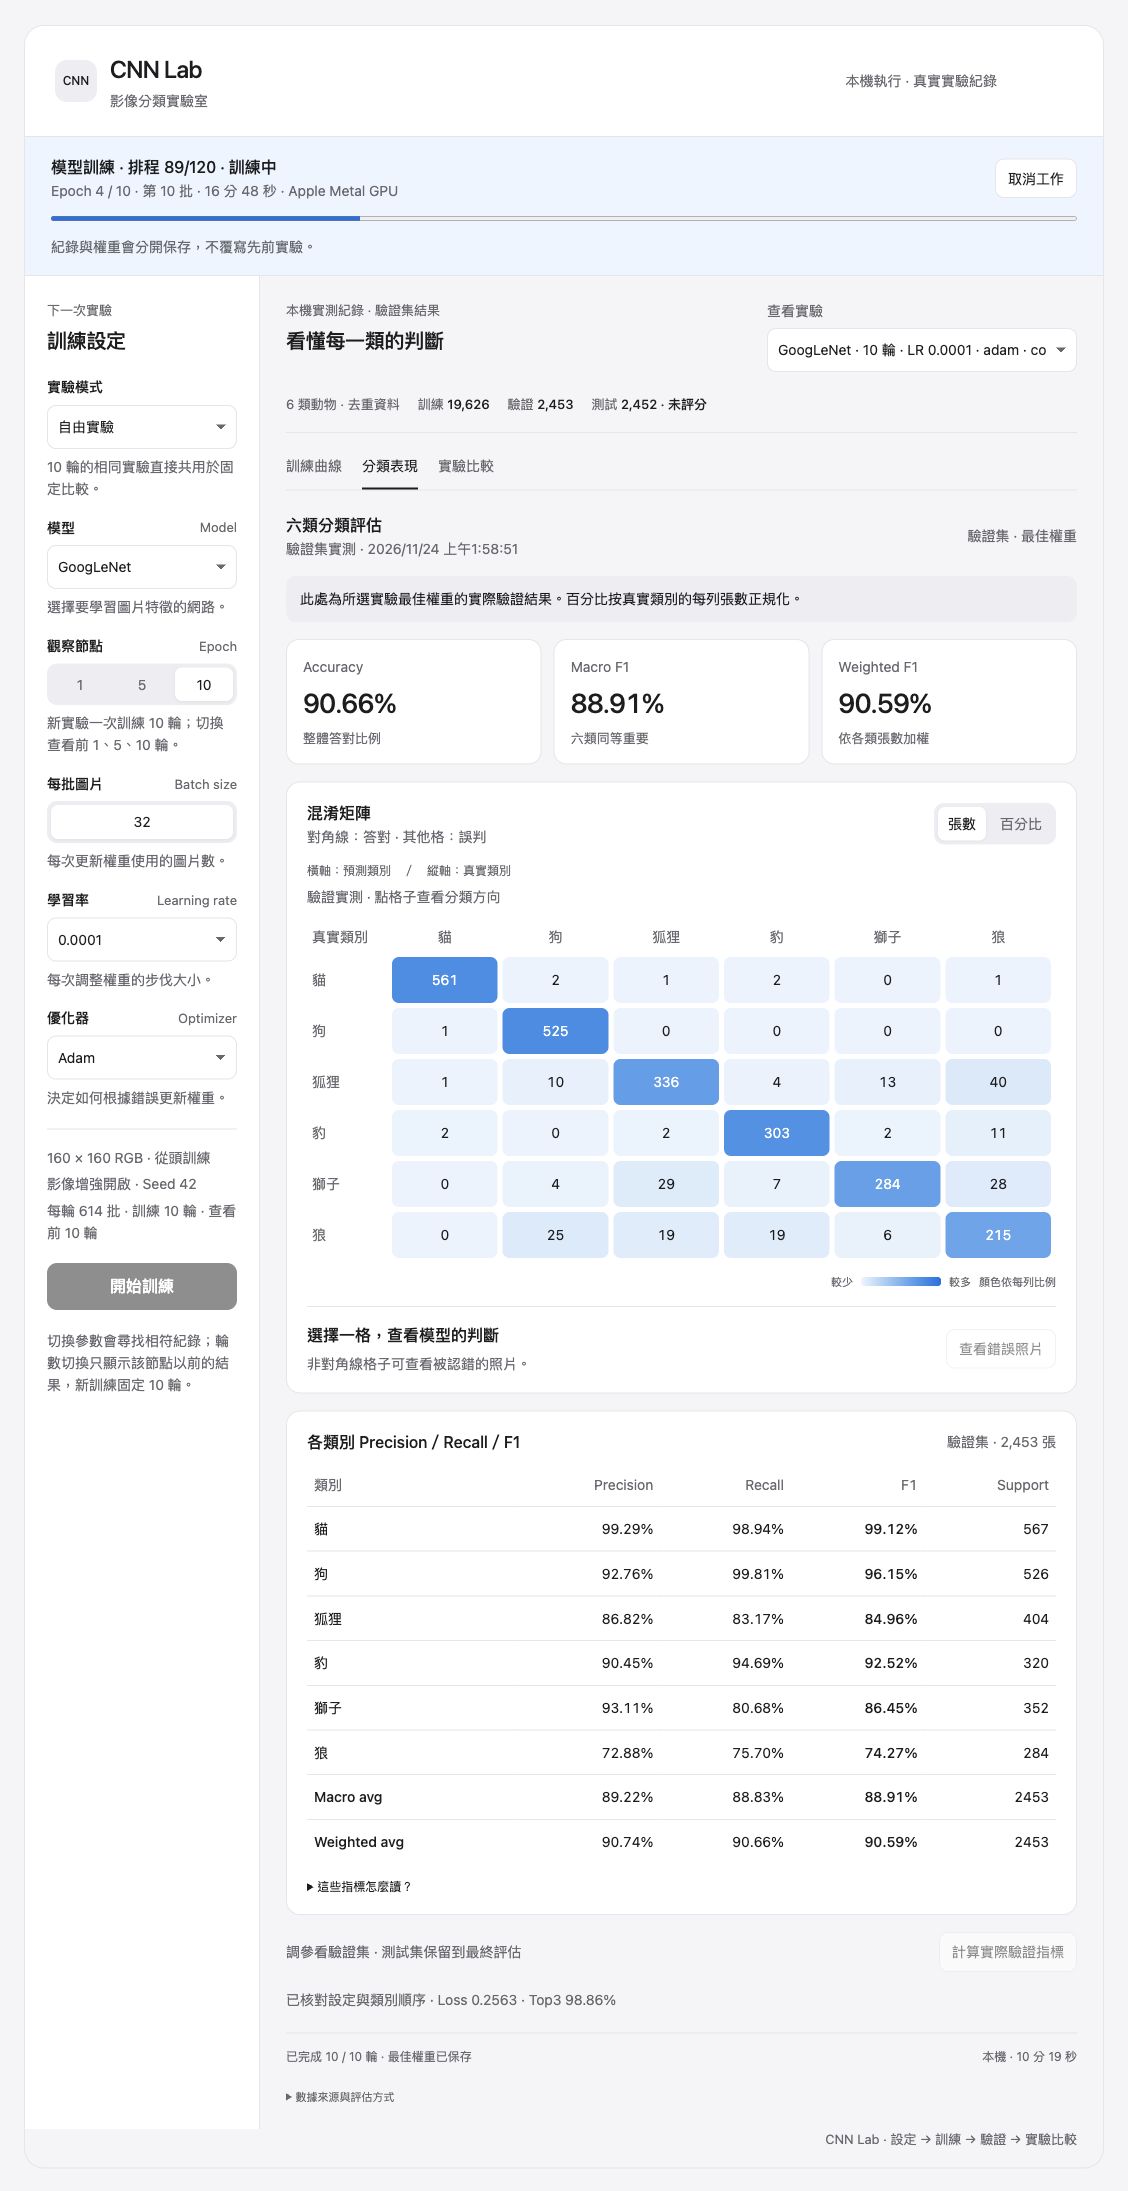 CNN
CNN Lab
影像分類實驗室
本機執行 · 真實實驗紀錄
模型訓練 · 排程 89/120 · 訓練中
Epoch 4 / 10 · 第 10 批 · 16 分 48 秒 · Apple Metal GPU
取消工作
紀錄與權重會分開保存，不覆寫先前實驗。
下一次實驗
訓練設定
實驗模式
自由實驗
10 輪的相同實驗直接共用於固
定比較。
模型 Model
GoogLeNet
選擇要學習圖片特徵的網路。
觀察節點 Epoch
1 5 10
新實驗一次訓練 10 輪；切換
查看前 1、5、10 輪。
每批圖片 Batch size
32
每次更新權重使用的圖片數。
學習率 Learning rate
0.0001
每次調整權重的步伐大小。
優化器 Optimizer
Adam
決定如何根據錯誤更新權重。
160 × 160 RGB · 從頭訓練
影像增強開啟 · Seed 42
每輪 614 批 · 訓練 10 輪 · 查看
前 10 輪
開始訓練
切換參數會尋找相符紀錄；輪
數切換只顯示該節點以前的結
果，新訓練固定 10 輪。
本機實測紀錄 · 驗證集結果
看懂每一類的判斷
查看實驗
GoogLeNet · 10 輪 · LR 0.0001 · adam · co
6 類動物 · 去重資料 訓練 19,626 驗證 2,453 測試 2,452 · 未評分
訓練曲線 分類表現 實驗比較
六類分類評估
驗證集實測 · 2026/11/24 上午1:58:51
驗證集 · 最佳權重
此處為所選實驗最佳權重的實際驗證結果。百分比按真實類別的每列張數正規化。
Accuracy
90.66%
整體答對比例
Macro F1
88.91%
六類同等重要
Weighted F1
90.59%
依各類張數加權
混淆矩陣
對角線：答對 · 其他格：誤判
張數 百分比
橫軸：預測類別 / 縱軸：真實類別
驗證實測 · 點格子查看分類方向
真實類別 貓 狗 狐狸 豹 獅子 狼
貓 561 2 1 2 0 1
狗 1 525 0 0 0 0
狐狸 1 10 336 4 13 40
豹 2 0 2 303 2 11
獅子 0 4 29 7 284 28
狼 0 25 19 19 6 215
較少 較多 顏色依每列比例
選擇一格，查看模型的判斷
非對角線格子可查看被認錯的照片。
查看錯誤照片
各類別 Precision / Recall / F1
驗證集 · 2,453 張
類別 Precision Recall F1 Support
貓 99.29% 98.94% 99.12% 567
狗 92.76% 99.81% 96.15% 526
狐狸 86.82% 83.17% 84.96% 404
豹 90.45% 94.69% 92.52% 320
獅子 93.11% 80.68% 86.45% 352
狼 72.88% 75.70% 74.27% 284
Macro avg 89.22% 88.83% 88.91% 2453
Weighted avg 90.74% 90.66% 90.59% 2453
這些指標怎麼讀？
調參看驗證集 · 測試集保留到最終評估
計算實際驗證指標
已核對設定與類別順序 · Loss 0.2563 · Top3 98.86%
已完成 10 / 10 輪 · 最佳權重已保存
本機 · 10 分 19 秒
數據來源與評估方式
CNN Lab · 設定 → 訓練 → 驗證 → 實驗比較